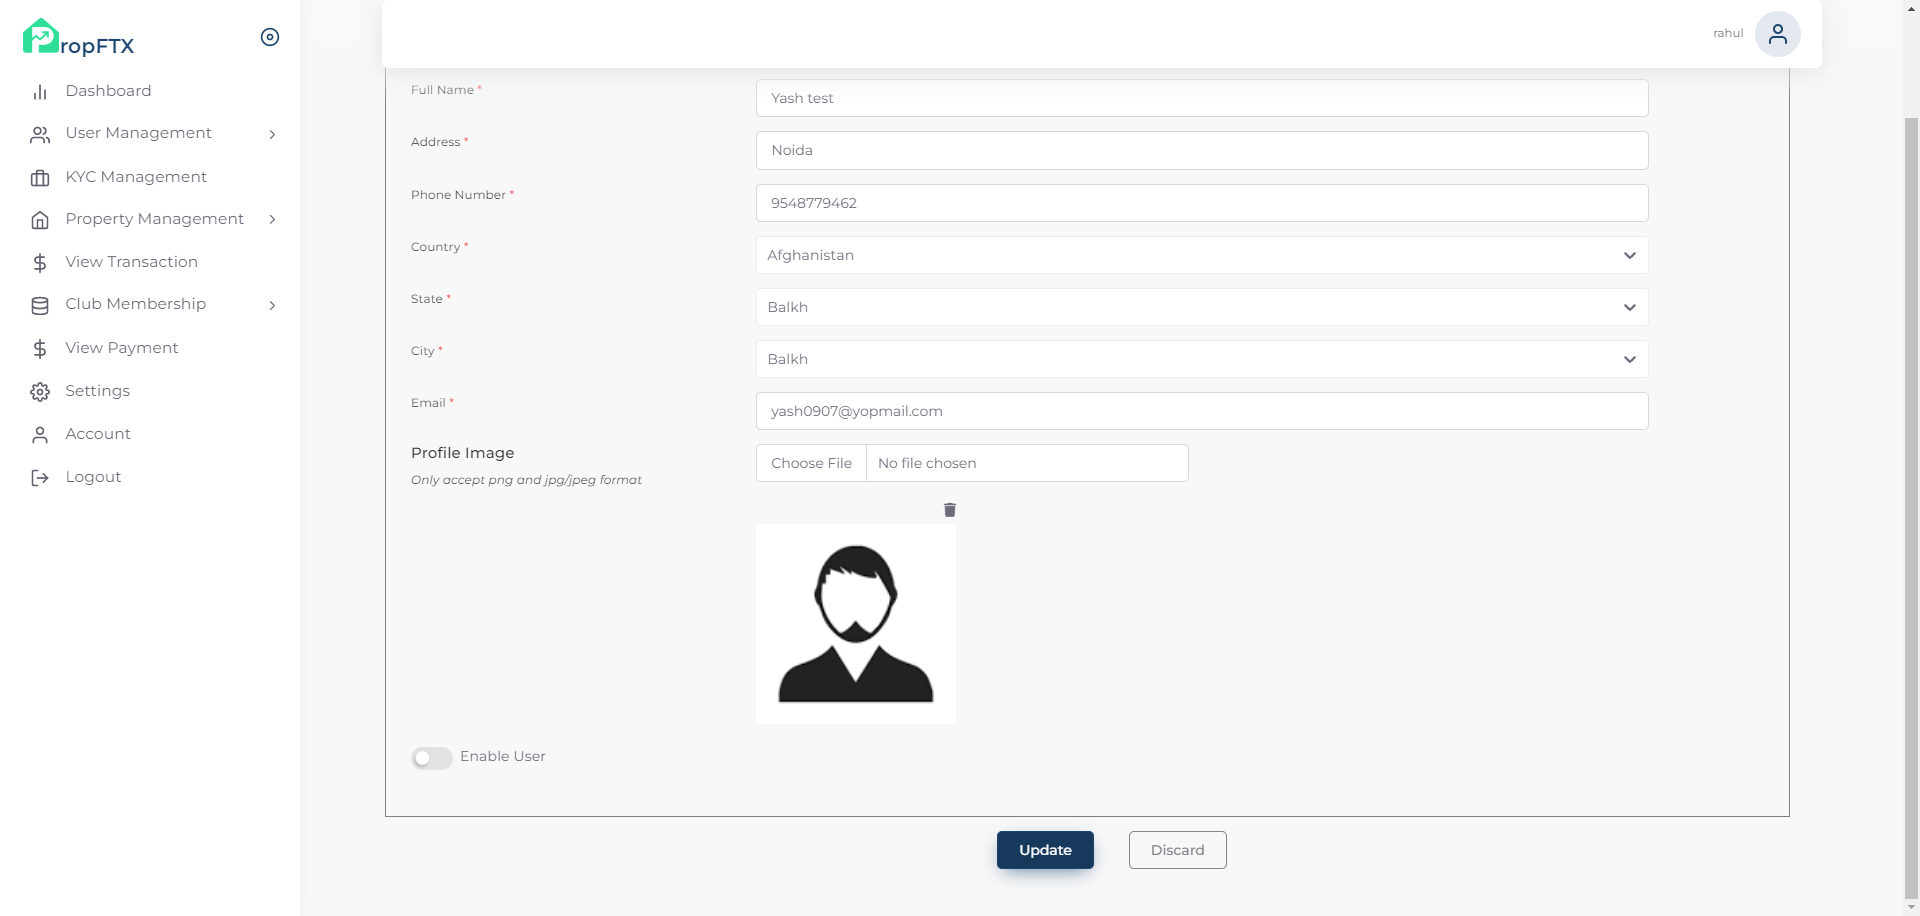 PropFTX
Dashboard
User Management
KYC Management
Property Management
View Transaction
Club Membership
View Payment
Settings
Account
Logout
rahul
Full Name *
Yash test
Address *
Noida
Phone Number *
9548779462
Country *
Afghanistan
State *
Balkh
City *
Balkh
Email *
yash0907@yopmail.com
Profile Image
Only accept png and jpg/jpeg format
Choose File No file chosen
Enable User
Update Discard